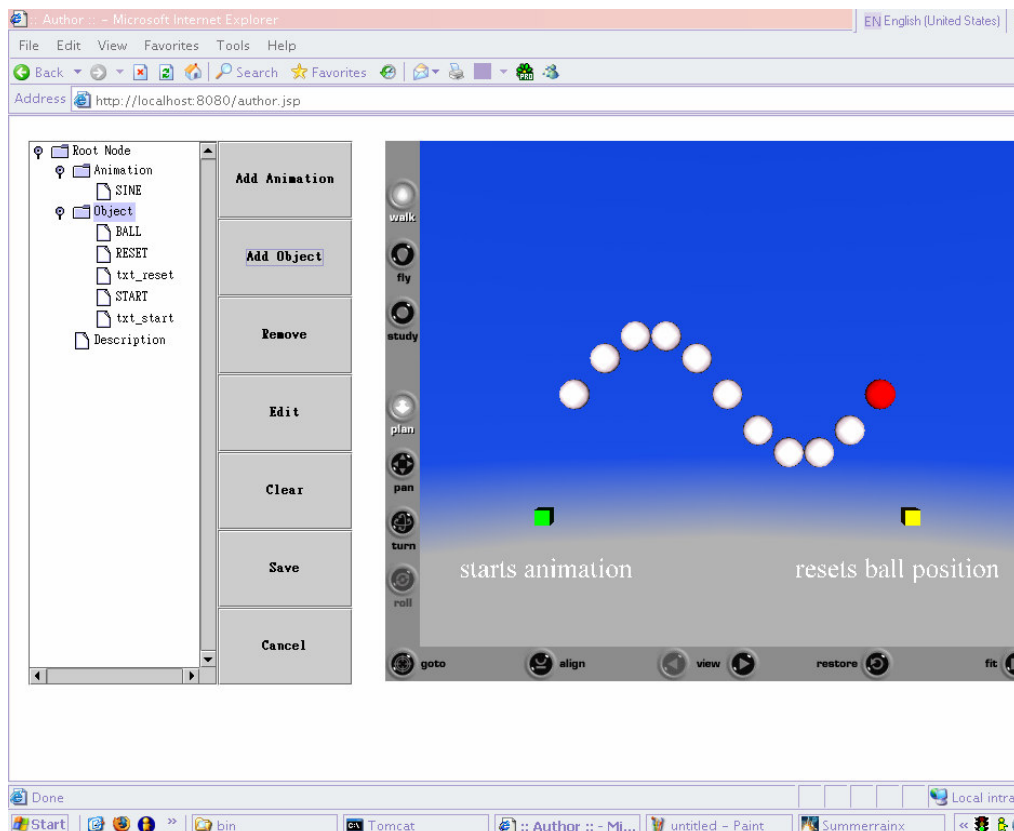 :: Author :: - Microsoft Internet Explorer
EN English (United States)
File Edit View Favorites Tools Help
Back Search Favorites PRO
Address http://localhost:8080/author.jsp
Root Node
Animation
SINE
Object
BALL
RESET
txt_reset
START
txt_start
Description
Add Animation
Add Object
Remove
Edit
Clear
Save
Cancel
walk
fly
study
plan
pan
turn
roll
starts animation
resets ball position
goto align view restore fit
Done
Local intra
Start bin Tomcat :: Author :: - Mi... untitled - Paint Summerrainx